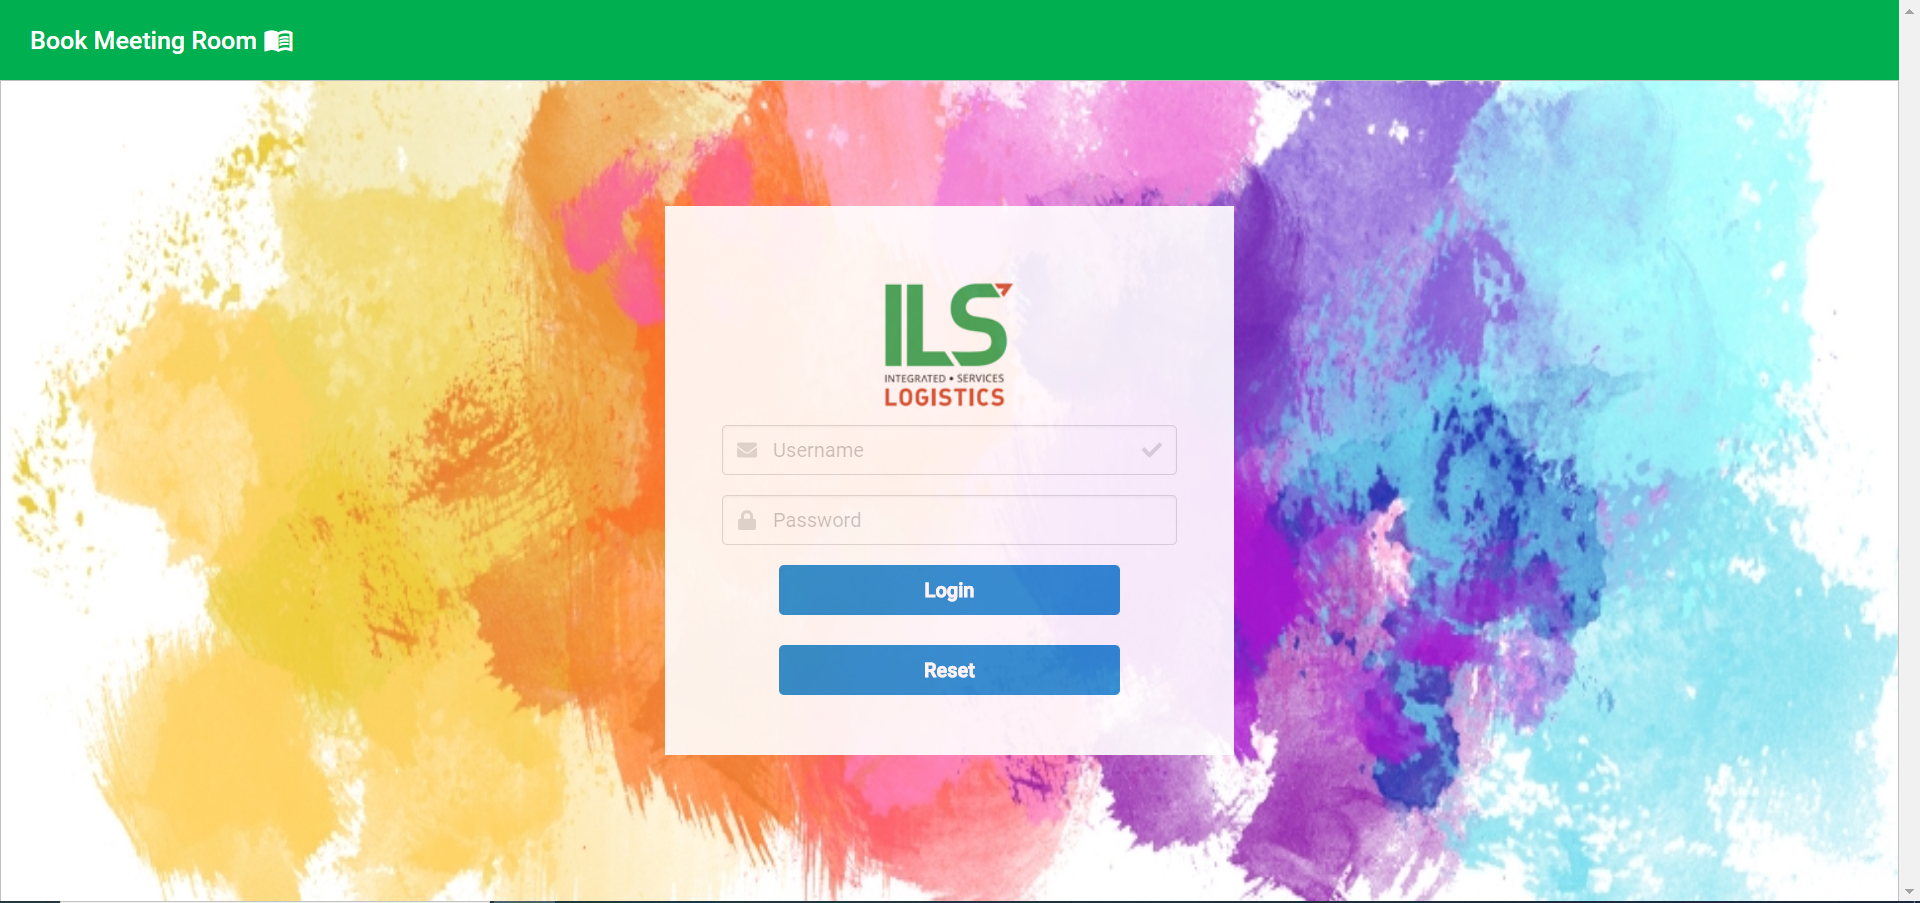 Book Meeting Room
ILS
INTEGRATED • SERVICES
LOGISTICS
Username
Password
Login
Reset